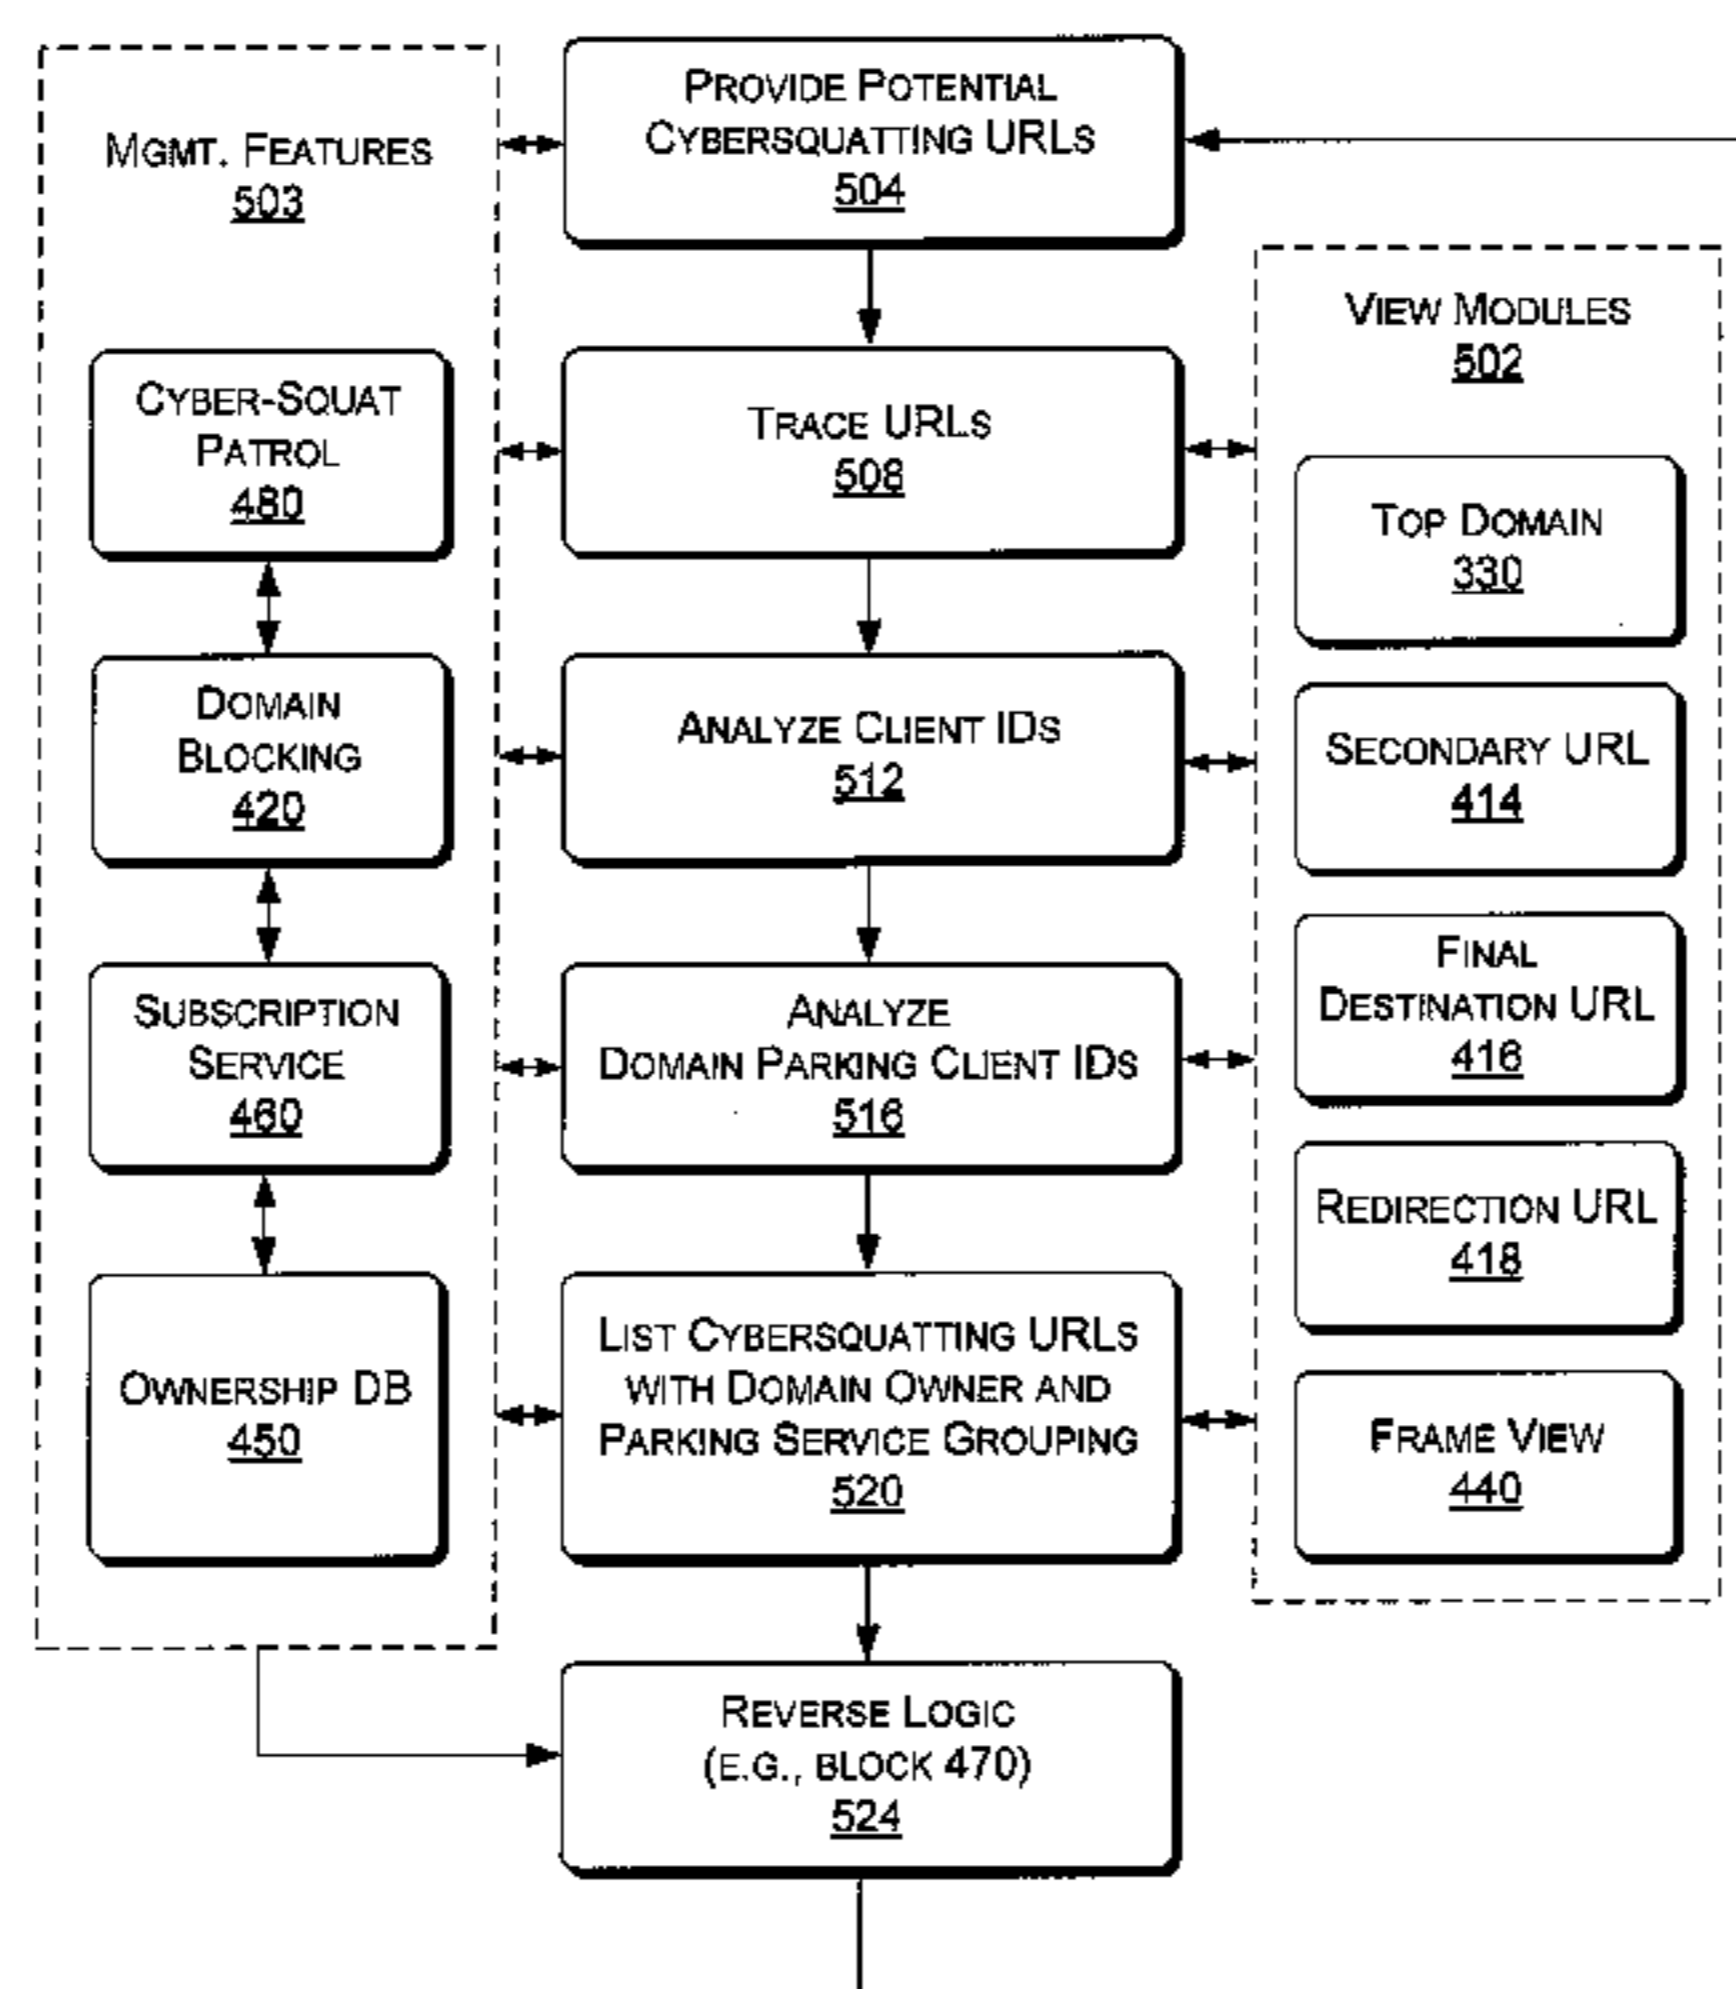 MGMT. FEATURES
503
CYBER-SQUAT
PATROL
480
DOMAIN
BLOCKING
420
SUBSCRIPTION
SERVICE
460
OWNERSHIP DB
450
PROVIDE POTENTIAL
CYBERSQUATTING URLS
504
TRACE URLS
508
ANALYZE CLIENT IDS
512
ANALYZE
DOMAIN PARKING CLIENT IDS
516
LIST CYBERSQUATTING URLS
WITH DOMAIN OWNER AND
PARKING SERVICE GROUPING
520
REVERSE LOGIC
(E.G., BLOCK 470)
524
VIEW MODULES
502
TOP DOMAIN
330
SECONDARY URL
414
FINAL
DESTINATION URL
416
REDIRECTION URL
418
FRAME VIEW
440